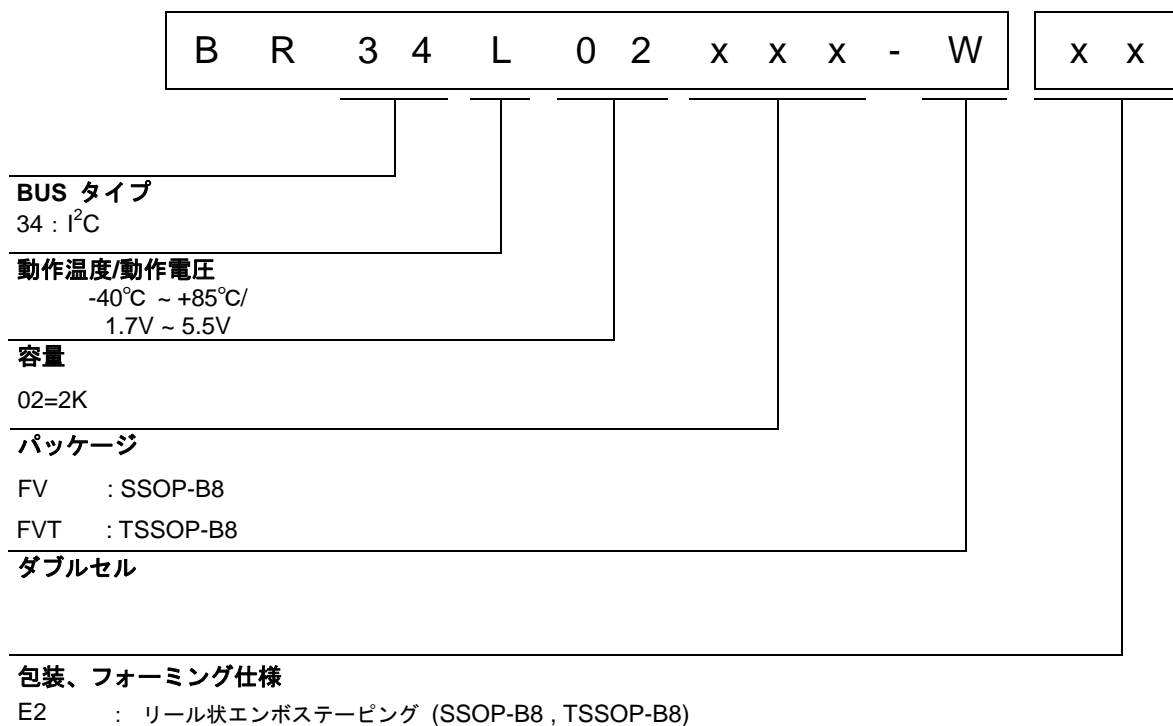 B R 3 4 L 0 2 x x x - W x x
BUS タイプ
34 : I²C
動作温度/動作電圧
-40℃ ~ +85℃/
1.7V ~ 5.5V
容量
02=2K
パッケージ
FV : SSOP-B8
FVT : TSSOP-B8
ダブルセル
包装、フォーミング仕様
E2 : リール状エンボステーピング (SSOP-B8 , TSSOP-B8)